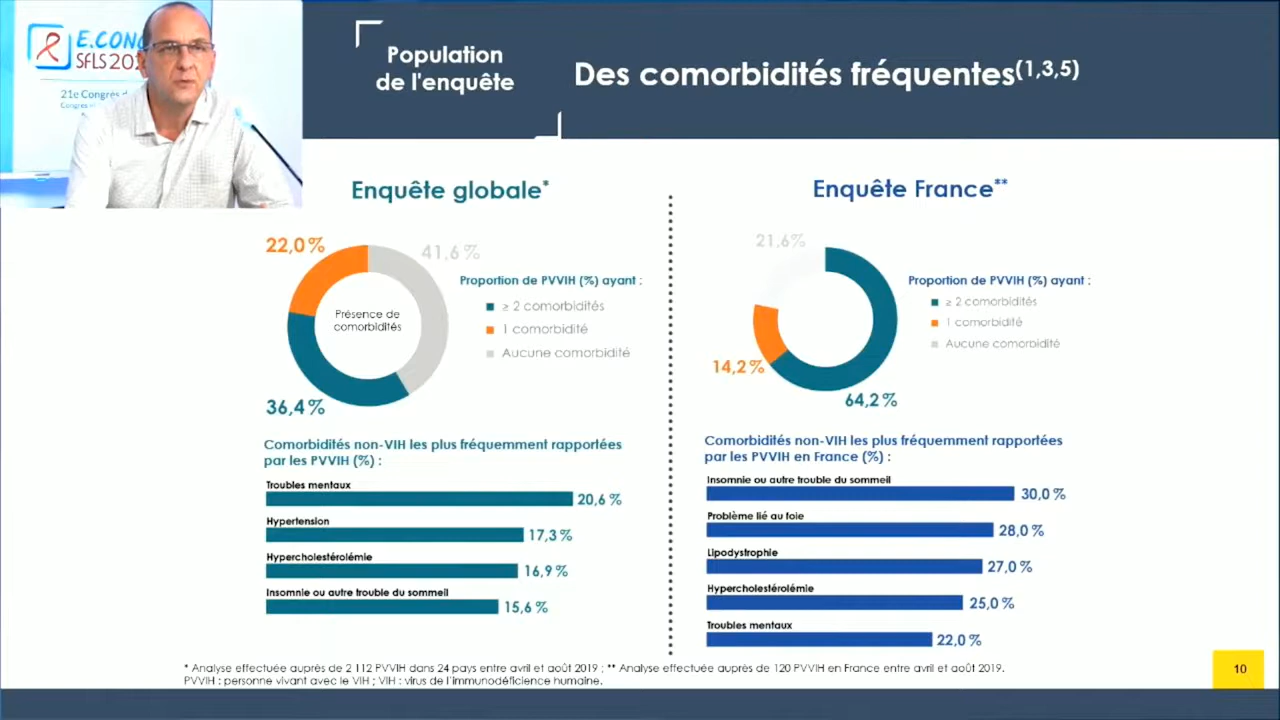 E.CONG
SFLS 202
21e Congrès d
Population
de l'enquête
Des comorbidités fréquentes(1,3,5)
Enquête globale*
22,0 %
41,6 %
Présence de
comorbidités
36,4 %
Proportion de PVVIH (%) ayant :
≥ 2 comorbidités
1 comorbidité
Aucune comorbidité
Comorbidités non-VIH les plus fréquemment rapportées
par les PVVIH (%) :
Troubles mentaux
20,6 %
Hypertension
17,3 %
Hypercholestérolémie
16,9 %
Insomnie ou autre trouble du sommeil
15,6 %
Enquête France**
21,6%
14,2 %
64,2 %
Proportion de PVVIH (%) ayant :
≥ 2 comorbidités
1 comorbidité
Aucune comorbidité
Comorbidités non-VIH les plus fréquemment rapportées
par les PVVIH en France (%) :
Insomnie ou autre trouble du sommeil
30,0 %
Problème lié au foie
28,0 %
Lipodystrophie
27,0 %
Hypercholestérolémie
25,0 %
Troubles mentaux
22,0 %
* Analyse effectuée auprès de 2 112 PVVIH dans 24 pays entre avril et août 2019 ; ** Analyse effectuée auprès de 120 PVVIH en France entre avril et août 2019.
PVVIH : personne vivant avec le VIH ; VIH : virus de l'immunodéficience humaine.
10